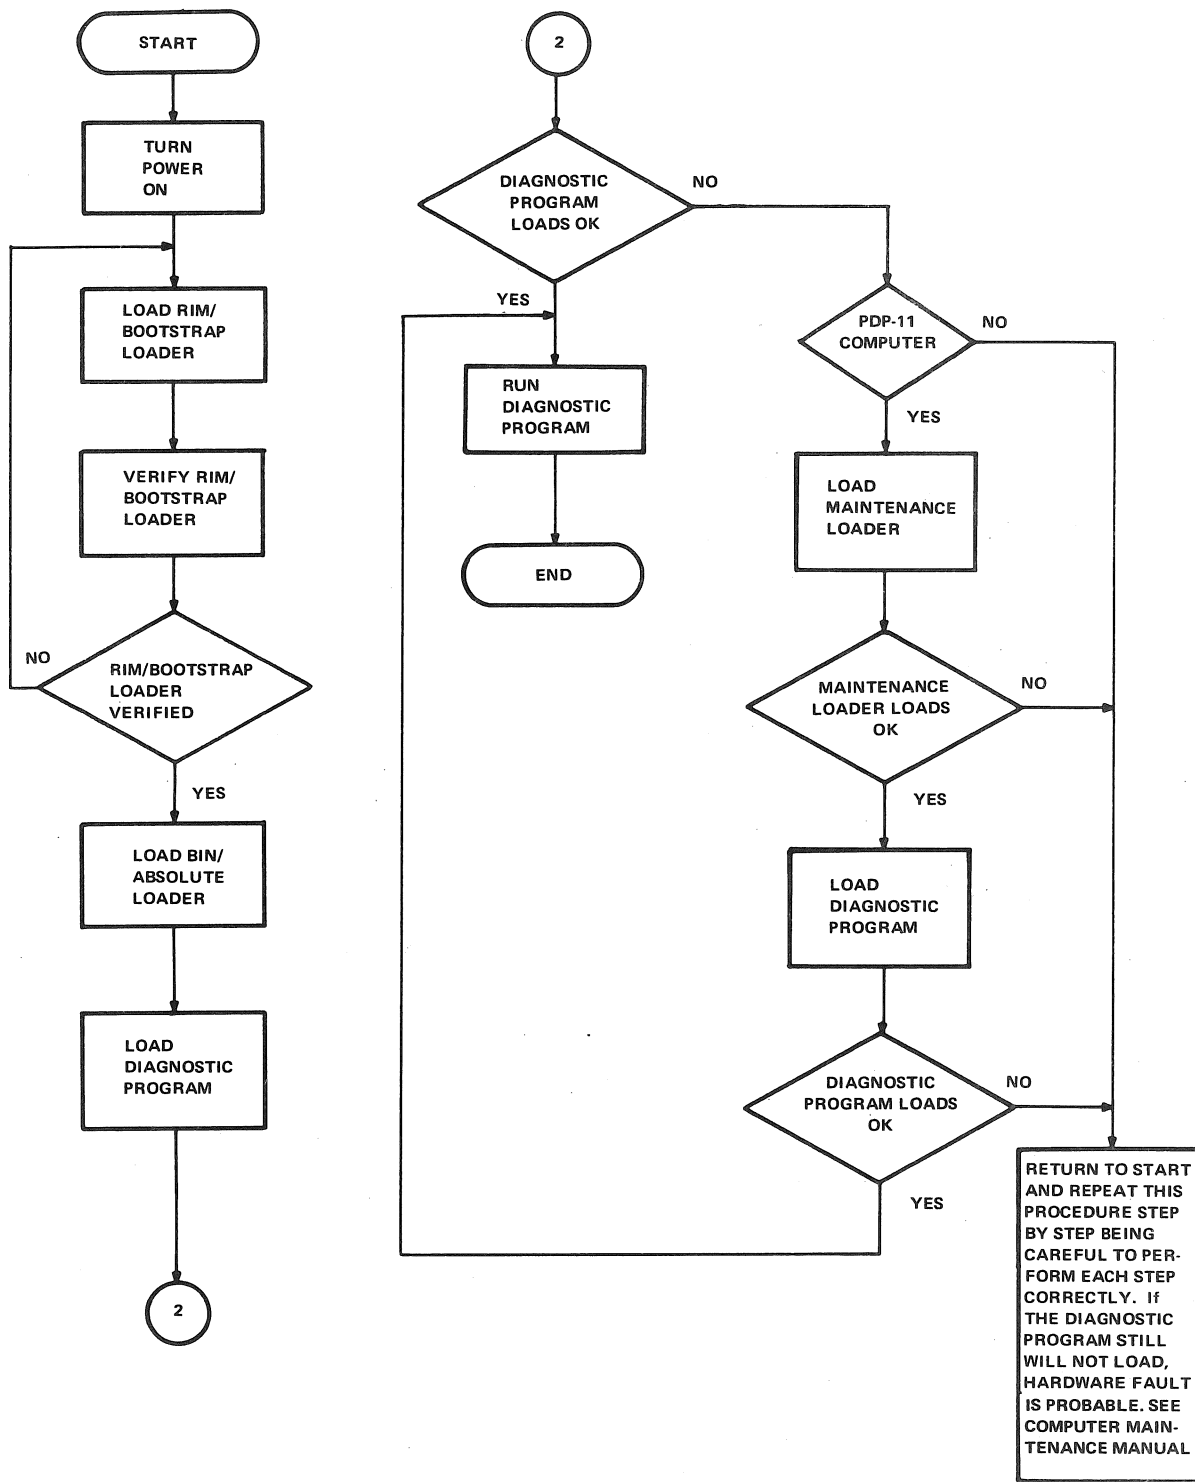 START
TURN
POWER
ON
LOAD RIM/
BOOTSTRAP
LOADER
VERIFY RIM/
BOOTSTRAP
LOADER
NO
RIM/BOOTSTRAP
LOADER
VERIFIED
YES
LOAD BIN/
ABSOLUTE
LOADER
LOAD
DIAGNOSTIC
PROGRAM
2
2
DIAGNOSTIC
PROGRAM
LOADS OK
NO
YES
RUN
DIAGNOSTIC
PROGRAM
END
PDP-11
COMPUTER
NO
YES
LOAD
MAINTENANCE
LOADER
MAINTENANCE
LOADER LOADS
OK
NO
YES
LOAD
DIAGNOSTIC
PROGRAM
DIAGNOSTIC
PROGRAM LOADS
OK
NO
YES
RETURN TO START
AND REPEAT THIS
PROCEDURE STEP
BY STEP BEING
CAREFUL TO PER-
FORM EACH STEP
CORRECTLY. If
THE DIAGNOSTIC
PROGRAM STILL
WILL NOT LOAD,
HARDWARE FAULT
IS PROBABLE. SEE
COMPUTER MAIN-
TENANCE MANUAL